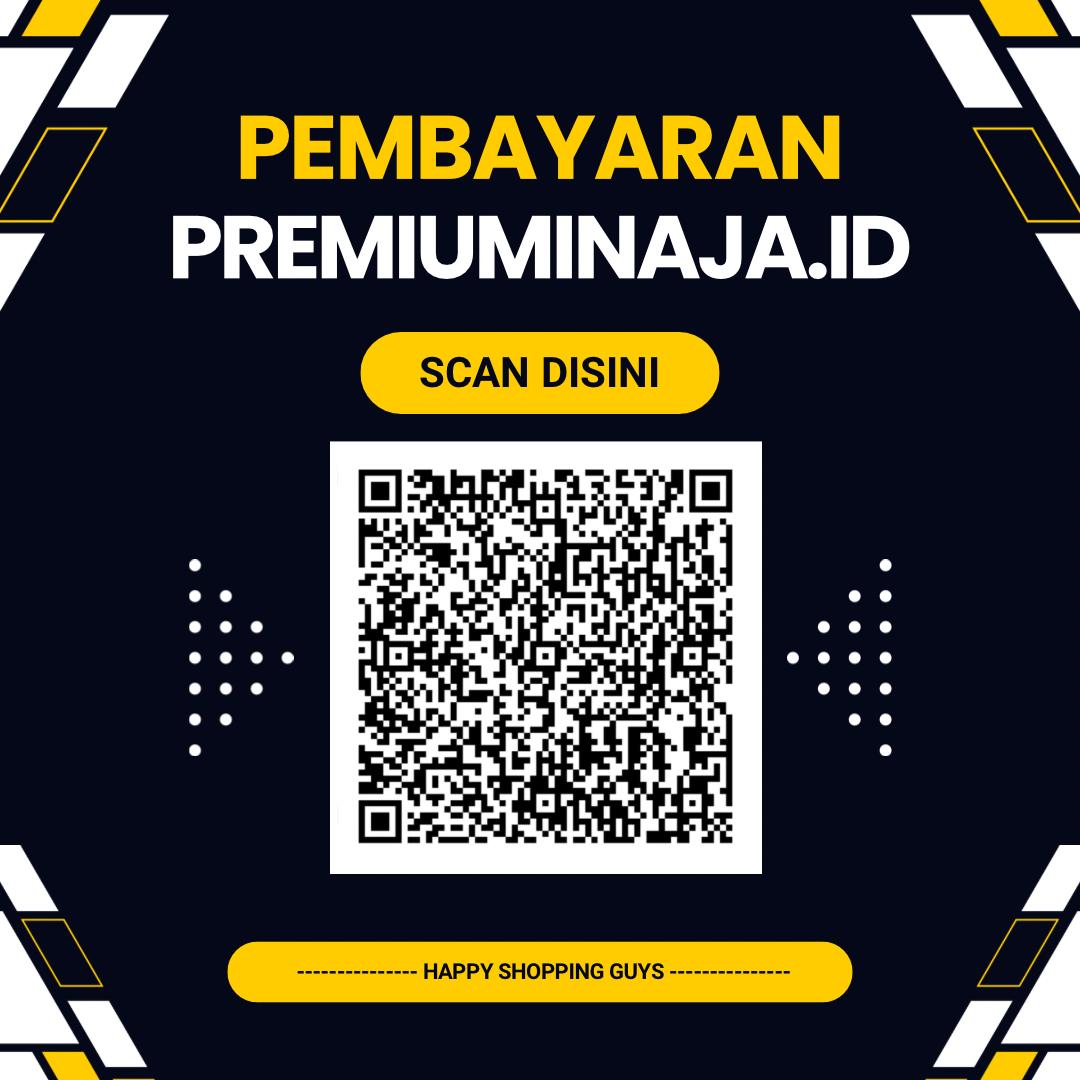 PEMBAYARAN
PREMIUMINAJA.ID
SCAN DISINI
--------------- HAPPY SHOPPING GUYS ---------------